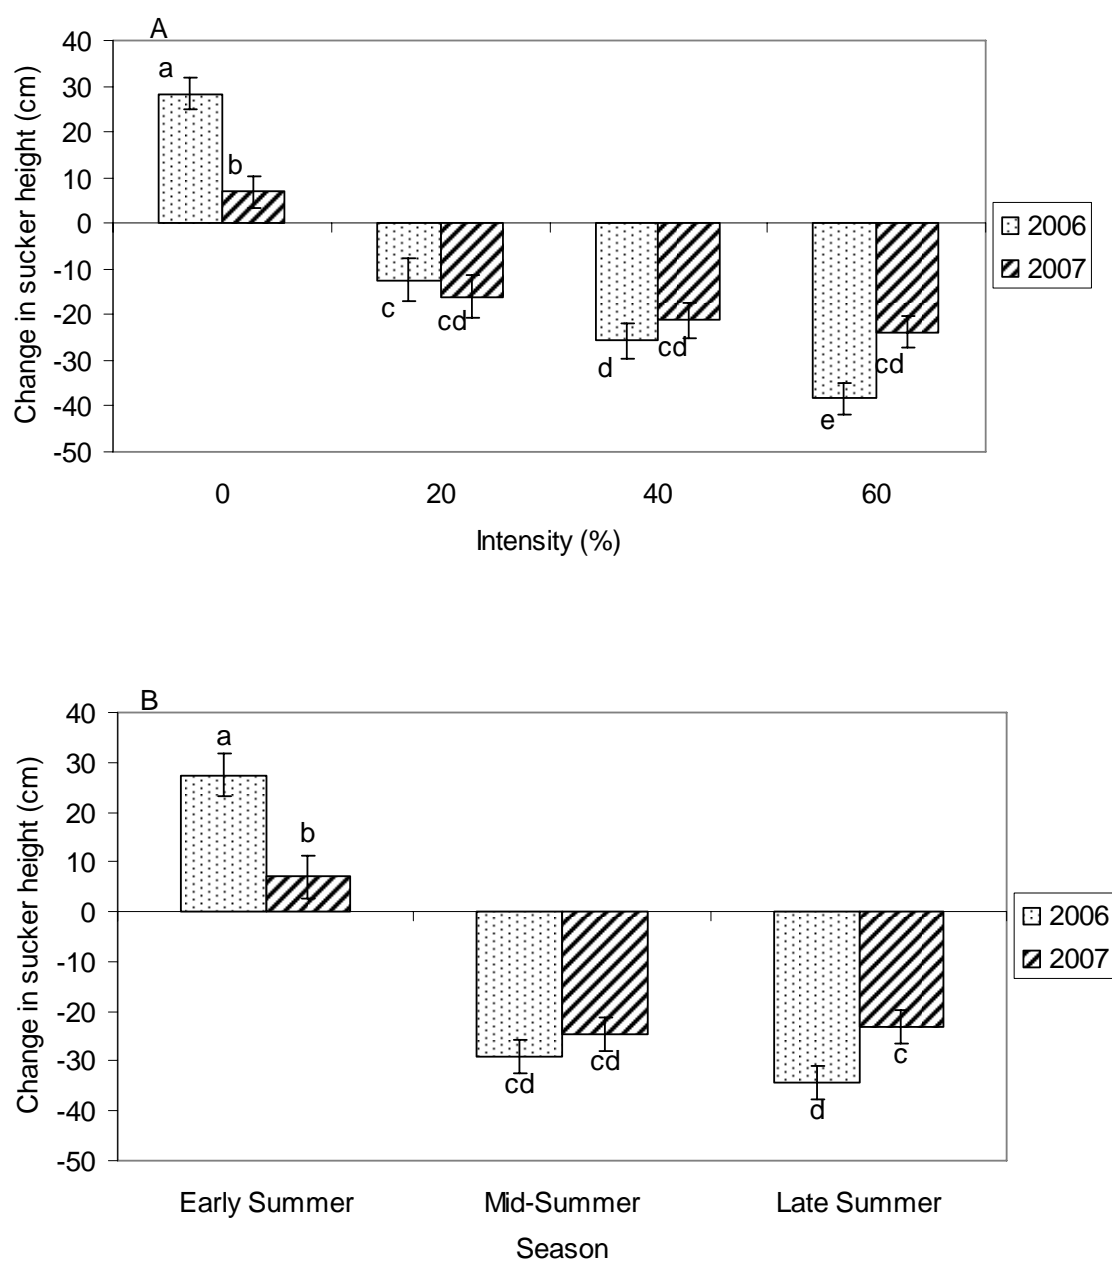 A
40
30
20
10
0
-10
-20
-30
-40
-50
Change in sucker height (cm)
a
b
c
cd
d
cd
e
cd
0 20 40 60
Intensity (%)
2006
2007
B
40
30
20
10
0
-10
-20
-30
-40
-50
Change in sucker height (cm)
a
b
cd
cd
d
c
Early Summer Mid-Summer Late Summer
Season
2006
2007